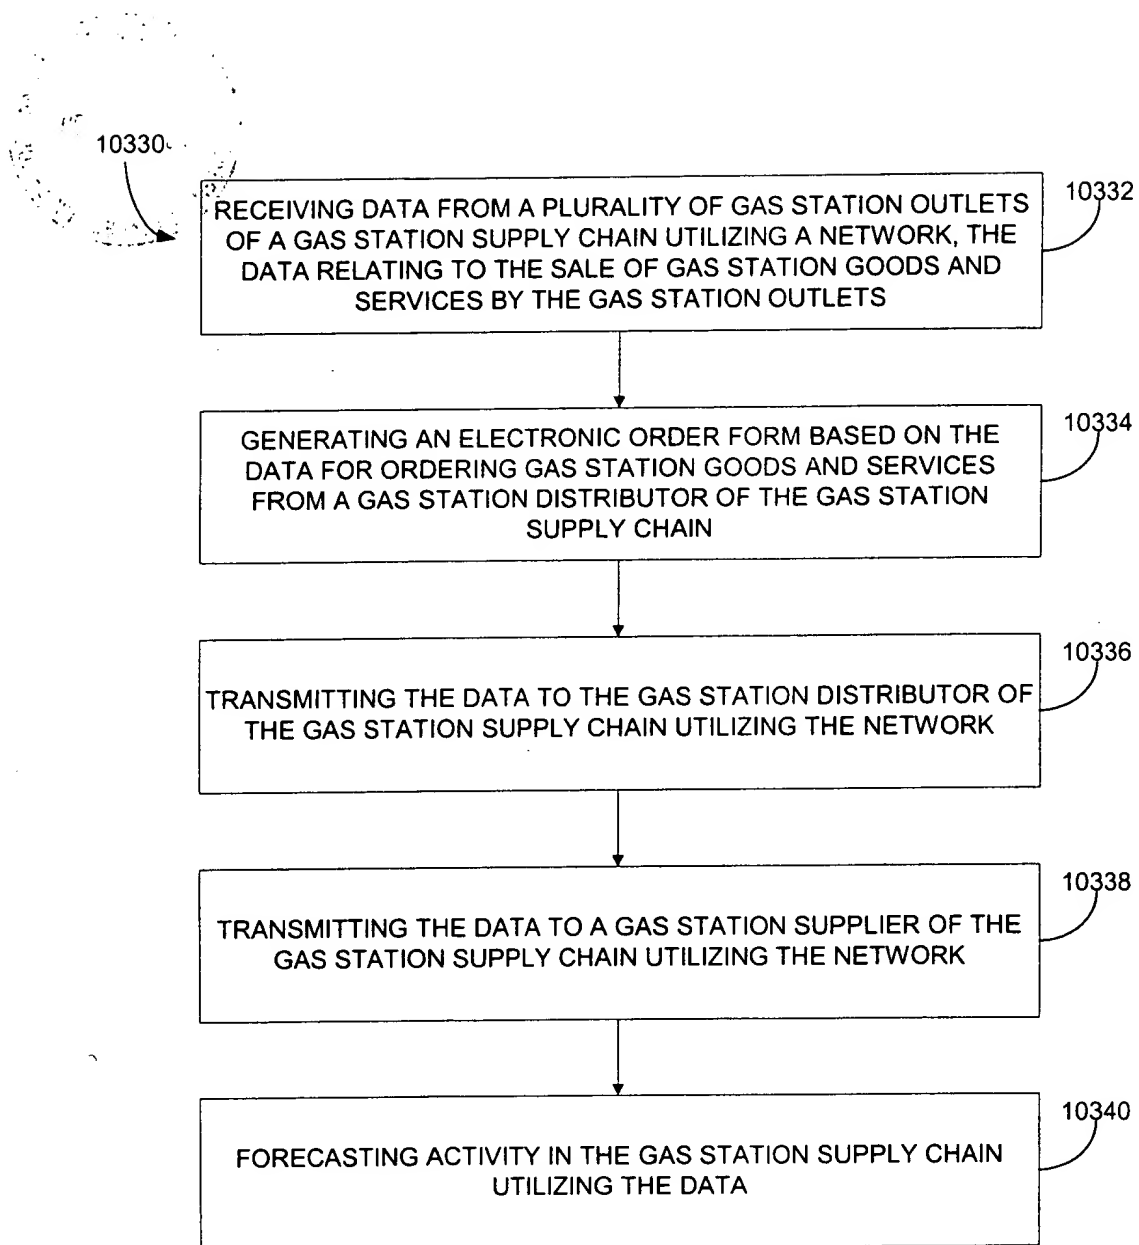 10330
10332
RECEIVING DATA FROM A PLURALITY OF GAS STATION OUTLETS
OF A GAS STATION SUPPLY CHAIN UTILIZING A NETWORK, THE
DATA RELATING TO THE SALE OF GAS STATION GOODS AND
SERVICES BY THE GAS STATION OUTLETS
10334
GENERATING AN ELECTRONIC ORDER FORM BASED ON THE
DATA FOR ORDERING GAS STATION GOODS AND SERVICES
FROM A GAS STATION DISTRIBUTOR OF THE GAS STATION
SUPPLY CHAIN
10336
TRANSMITTING THE DATA TO THE GAS STATION DISTRIBUTOR OF
THE GAS STATION SUPPLY CHAIN UTILIZING THE NETWORK
10338
TRANSMITTING THE DATA TO A GAS STATION SUPPLIER OF THE
GAS STATION SUPPLY CHAIN UTILIZING THE NETWORK
10340
FORECASTING ACTIVITY IN THE GAS STATION SUPPLY CHAIN
UTILIZING THE DATA